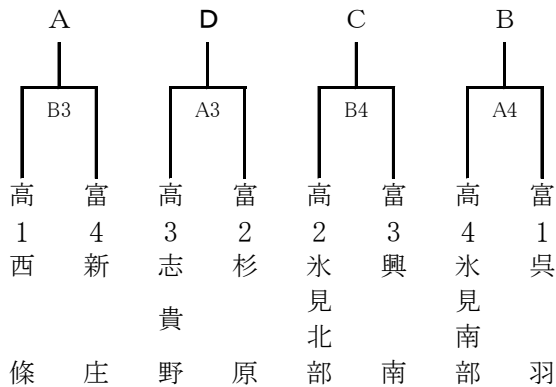 A D C B
B3 A3 B4 A4
高1西條
富4新庄
高3志貴野
富2杉原
高2氷見北部
富3興南
高4氷見南部
富1呉羽